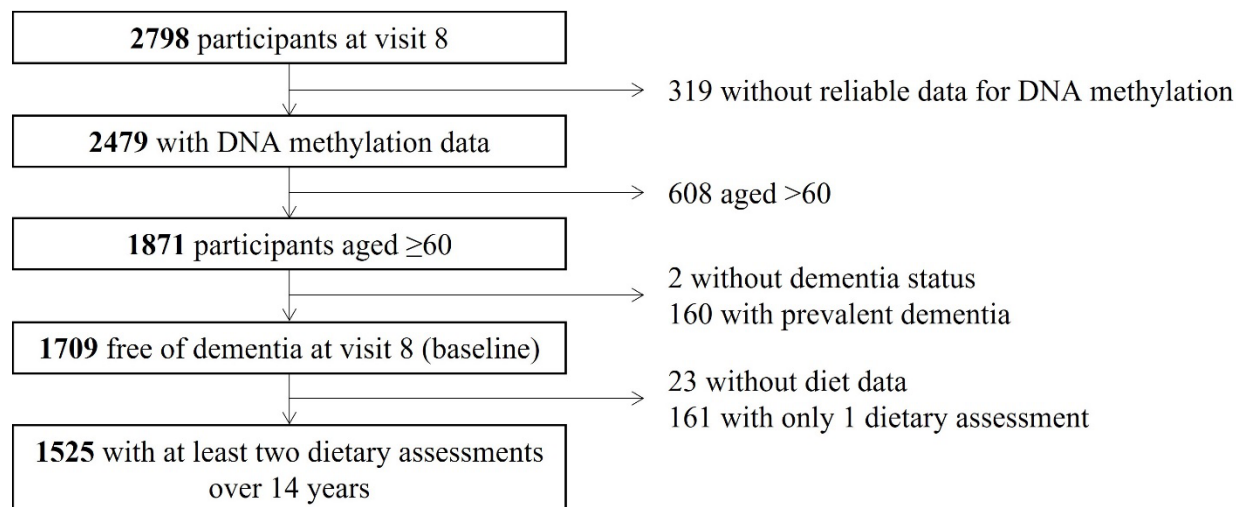 2798 participants at visit 8
319 without reliable data for DNA methylation
2479 with DNA methylation data
608 aged >60
1871 participants aged ≥60
2 without dementia status
160 with prevalent dementia
1709 free of dementia at visit 8 (baseline)
23 without diet data
161 with only 1 dietary assessment
1525 with at least two dietary assessments
over 14 years